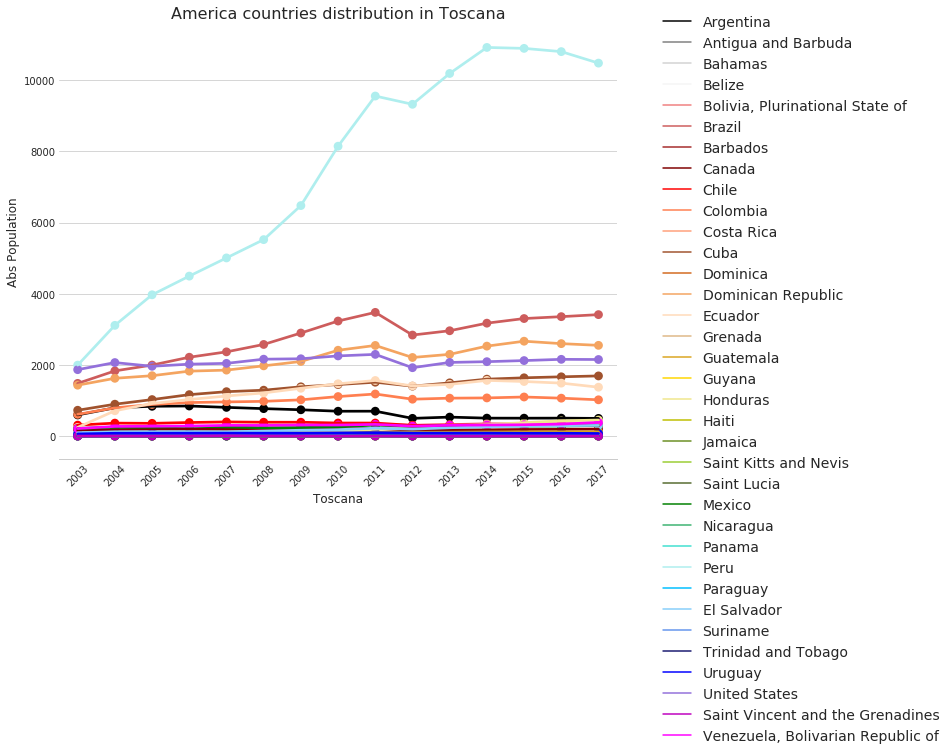 America countries distribution in Toscana
Abs Population
10000
8000
6000
4000
2000
0
2003
2004
2005
2006
2007
2008
2009
2010
2011
2012
2013
2014
2015
2016
2017
Toscana
Argentina
Antigua and Barbuda
Bahamas
Belize
Bolivia, Plurinational State of
Brazil
Barbados
Canada
Chile
Colombia
Costa Rica
Cuba
Dominica
Dominican Republic
Ecuador
Grenada
Guatemala
Guyana
Honduras
Haiti
Jamaica
Saint Kitts and Nevis
Saint Lucia
Mexico
Nicaragua
Panama
Peru
Paraguay
El Salvador
Suriname
Trinidad and Tobago
Uruguay
United States
Saint Vincent and the Grenadines
Venezuela, Bolivarian Republic of